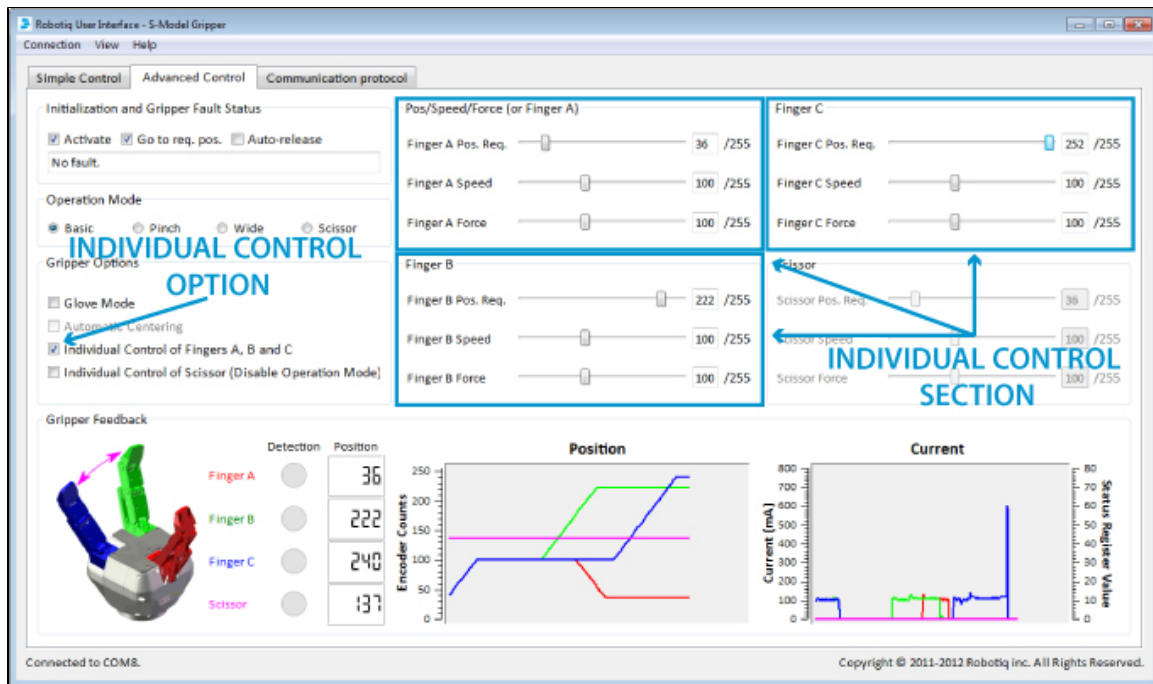 Robotiq User Interface - S-Model Gripper
Connection View Help
Simple Control Advanced Control Communication protocol
Initialization and Gripper Fault Status
Activate Go to req. pos. Auto-release
No fault.
Operation Mode
Basic Pinch Wide Scissor
INDIVIDUAL CONTROL
OPTION
Gripper Options
Glove Mode
Automatic Centering
Individual Control of Fingers A, B and C
Individual Control of Scissor (Disable Operation Mode)
Pos/Speed/Force (or Finger A)
Finger A Pos. Req. 36 /255
Finger A Speed 100 /255
Finger A Force 100 /255
Finger B
Finger B Pos. Req. 222 /255
Finger B Speed 100 /255
Finger B Force 100 /255
Finger C
Finger C Pos. Req. 252 /255
Finger C Speed 100 /255
Finger C Force 100 /255
Scissor
Scissor Pos. Req. 36 /255
Scissor Speed 100 /255
Scissor Force 100 /255
INDIVIDUAL CONTROL
SECTION
Gripper Feedback
Detection Position
Finger A 36
Finger B 222
Finger C 240
Scissor 137
Position
Encoder Counts
250
200
150
100
50
0
Current
Current (mA)
800
700
600
500
400
300
200
100
0
80
70
60
50
40
30
20
10
0
Status Register Value
Connected to COM8.
Copyright © 2011-2012 Robotiq inc. All Rights Reserved.